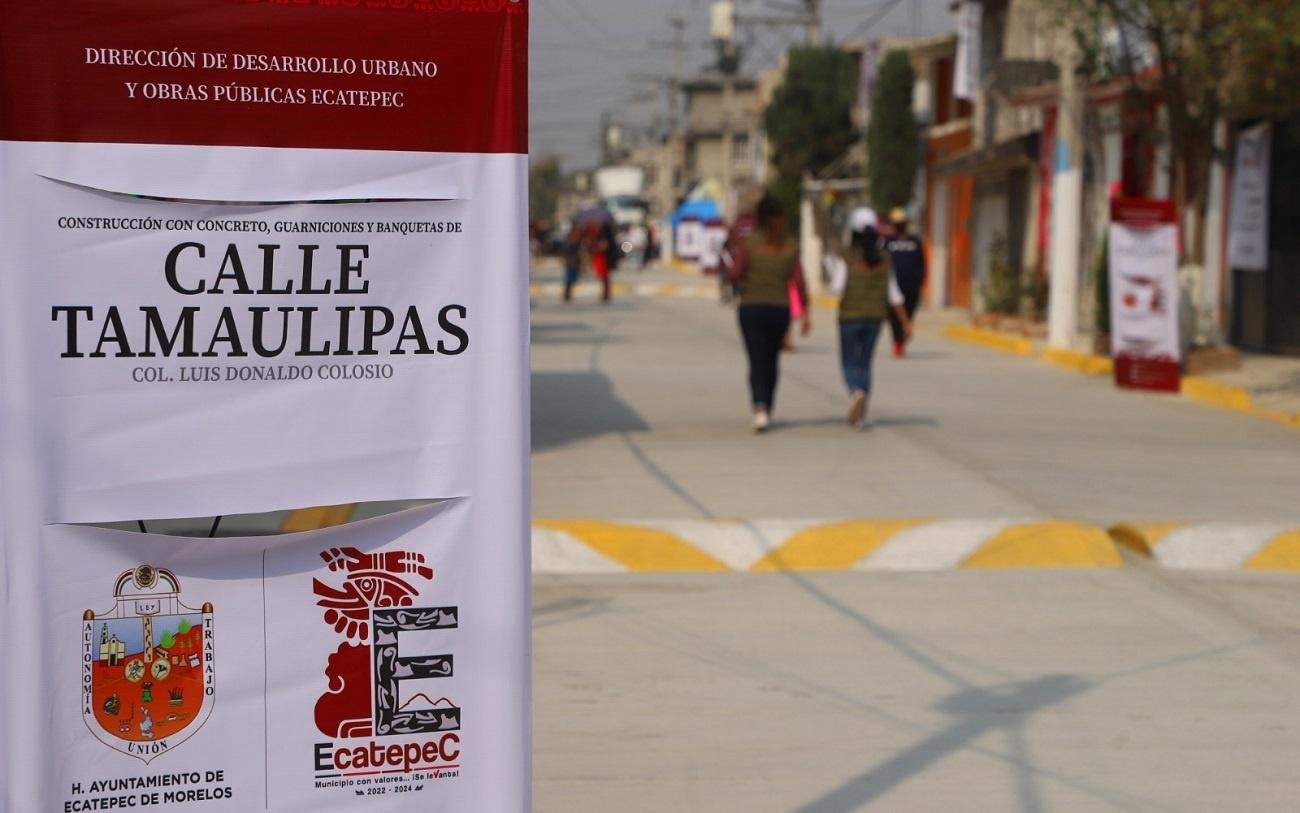 DIRECCIÓN DE DESARROLLO URBANO
Y OBRAS PÚBLICAS ECATEPEC
CONSTRUCCIÓN CON CONCRETO, GUARNICIONES Y BANQUETAS DE
CALLE
TAMAULIPAS
COL. LUIS DONALDO COLOSIO
LEY
AUTONOMÍA
TRABAJO
UNIÓN
H. AYUNTAMIENTO DE
ECATEPEC DE MORELOS
E
EcatepeC
Municipio con valores... ¡Se leVanta!
2022 - 2024